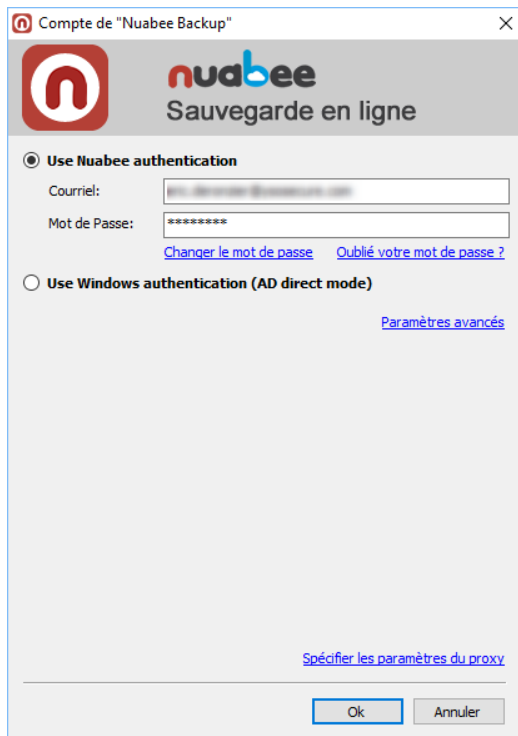 Compte de "Nuabee Backup"
nuabee
Sauvegarde en ligne
Use Nuabee authentication
Courriel:
Mot de Passe: ********
Changer le mot de passe Oublié votre mot de passe ?
Use Windows authentication (AD direct mode)
Paramètres avancés
Spécifier les paramètres du proxy
Ok Annuler